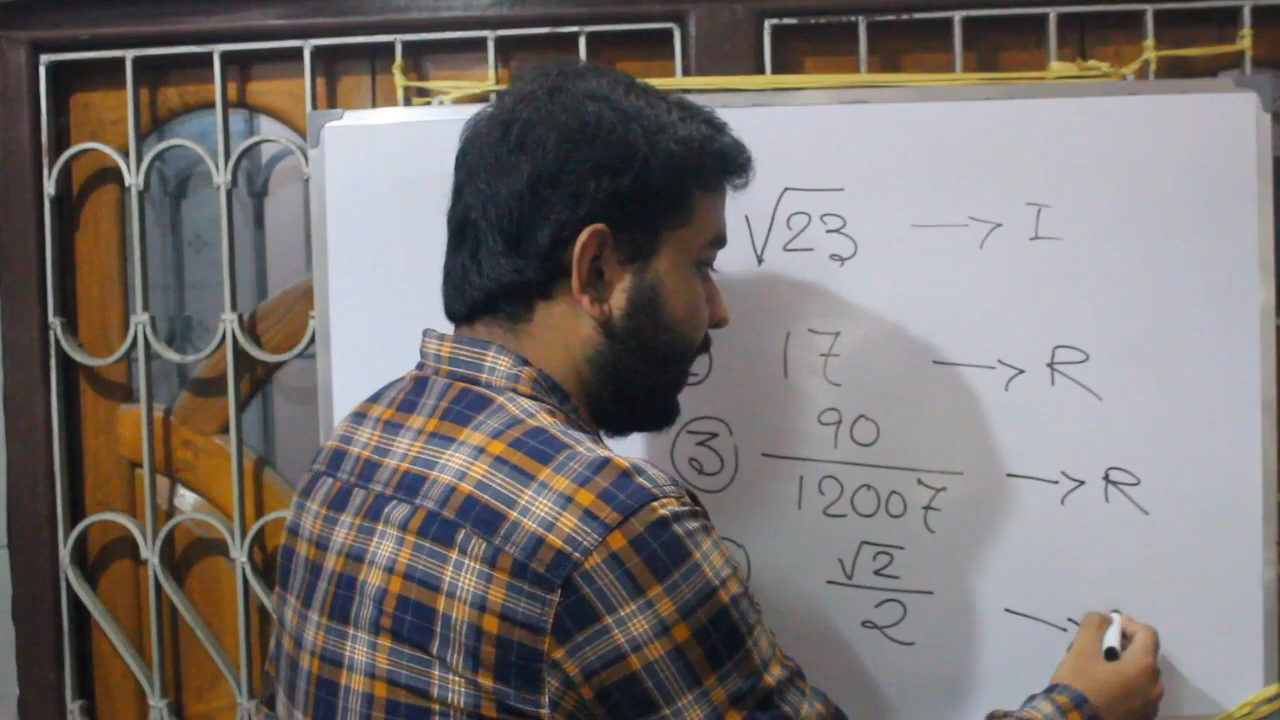 √23 → I
17 → R
③ 90/12007 → R
√2/2 →